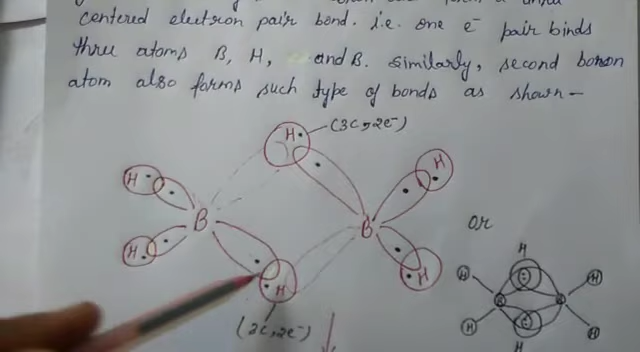 centered electron pair bond. i.e. one e⁻ pair binds
three atoms B, H, and B. Similarly, second boron
atom also forms such type of bonds as shown –
H
(3c, 2e⁻)
H
H
B
B
H
H
H
(3c, 2e⁻)
or
H
H
H
B
B
H
H
H